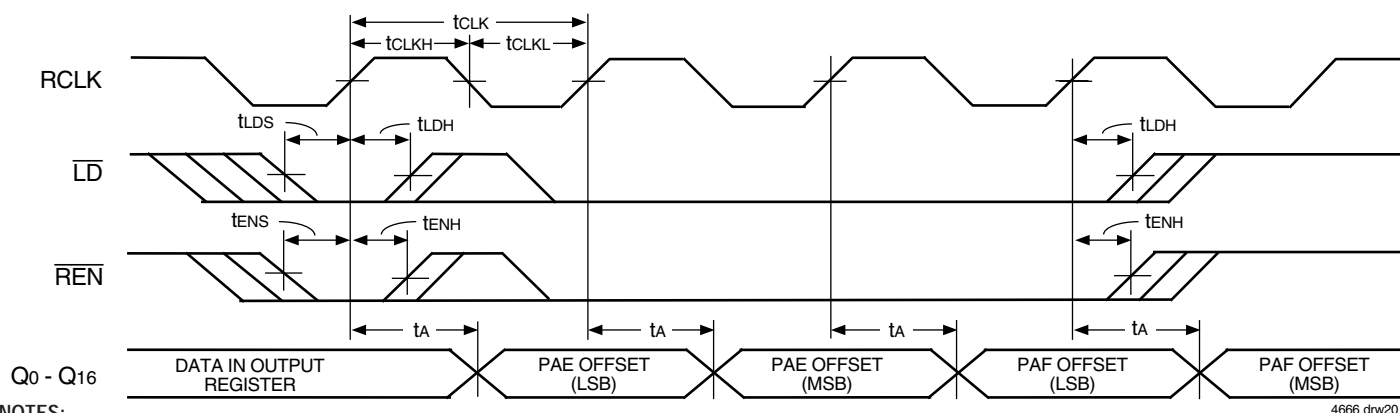 tCLK
tCLKH
tCLKL
RCLK
tLDS
tLDH
tLDH
LD
tENS
tENH
tENH
REN
tA
tA
tA
tA
Q0 - Q16
DATA IN OUTPUT
REGISTER
PAE OFFSET
(LSB)
PAE OFFSET
(MSB)
PAF OFFSET
(LSB)
PAF OFFSET
(MSB)
NOTES:
4666 drw20